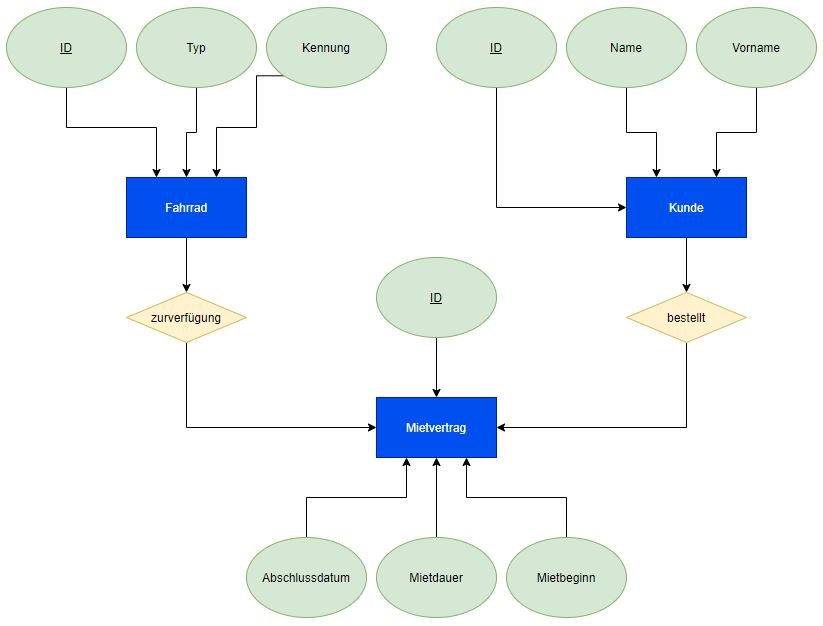 ID
Typ
Kennung
ID
Name
Vorname
Fahrrad
Kunde
ID
zurverfügung
bestellt
Mietvertrag
Abschlussdatum
Mietdauer
Mietbeginn